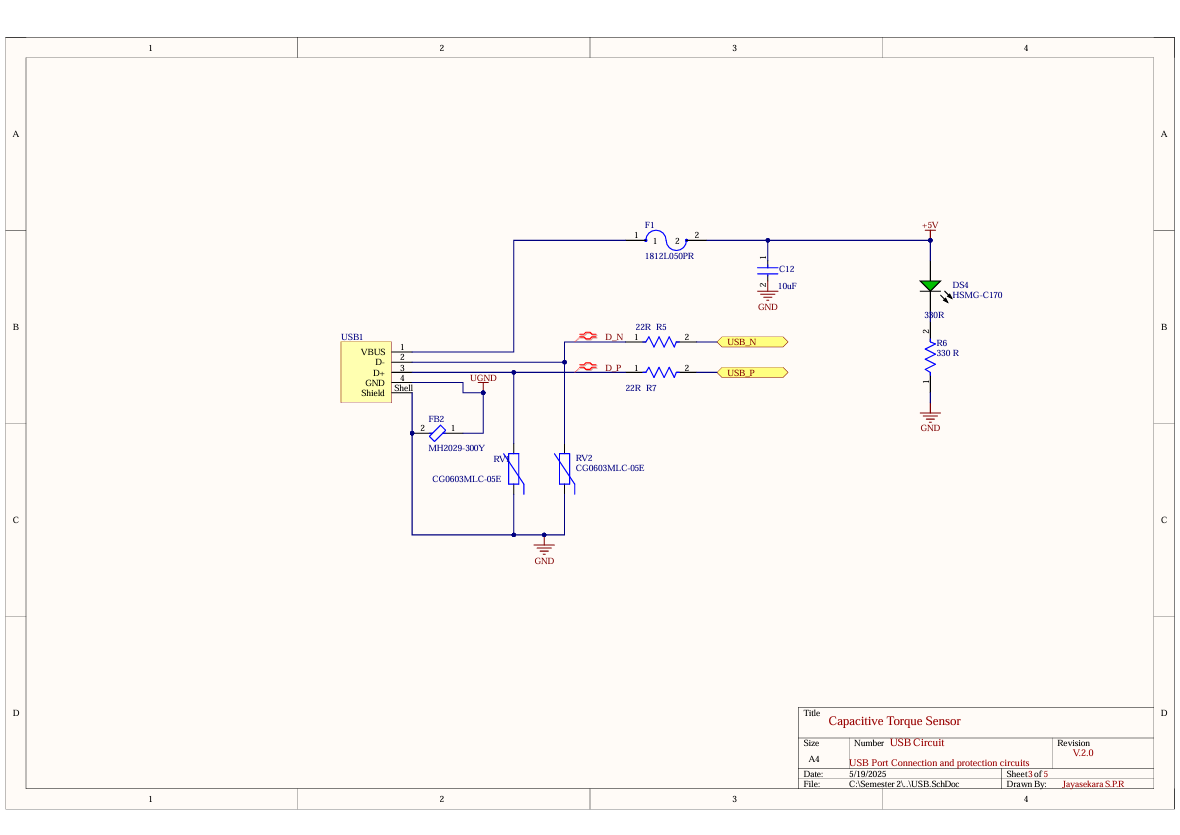 1 2 3 4
A A
+5V
F1
1 1 2 2
1812L050PR
1
C12
2 10uF
GND
DS4
HSMG-C170
330R
B B
22R R5
USB1
D_N 1 2 USB_N
2
R6
330 R
1
VBUS 1
D- 2
D+ 3
GND 4
Shield Shell
UGND
D_P 1 2 USB_P
22R R7
GND
FB2
2 1
MH2029-300Y
RV1
CG0603MLC-05E
RV2
CG0603MLC-05E
C C
GND
D D
Title
Capacitive Torque Sensor
Size Number USB Circuit Revision
A4 V.2.0
USB Port Connection and protection circuits
Date: 5/19/2025 Sheet3 of 5
File: C:\Semester 2\..\USB.SchDoc Drawn By: Jayasekara S.P.R
1 2 3 4